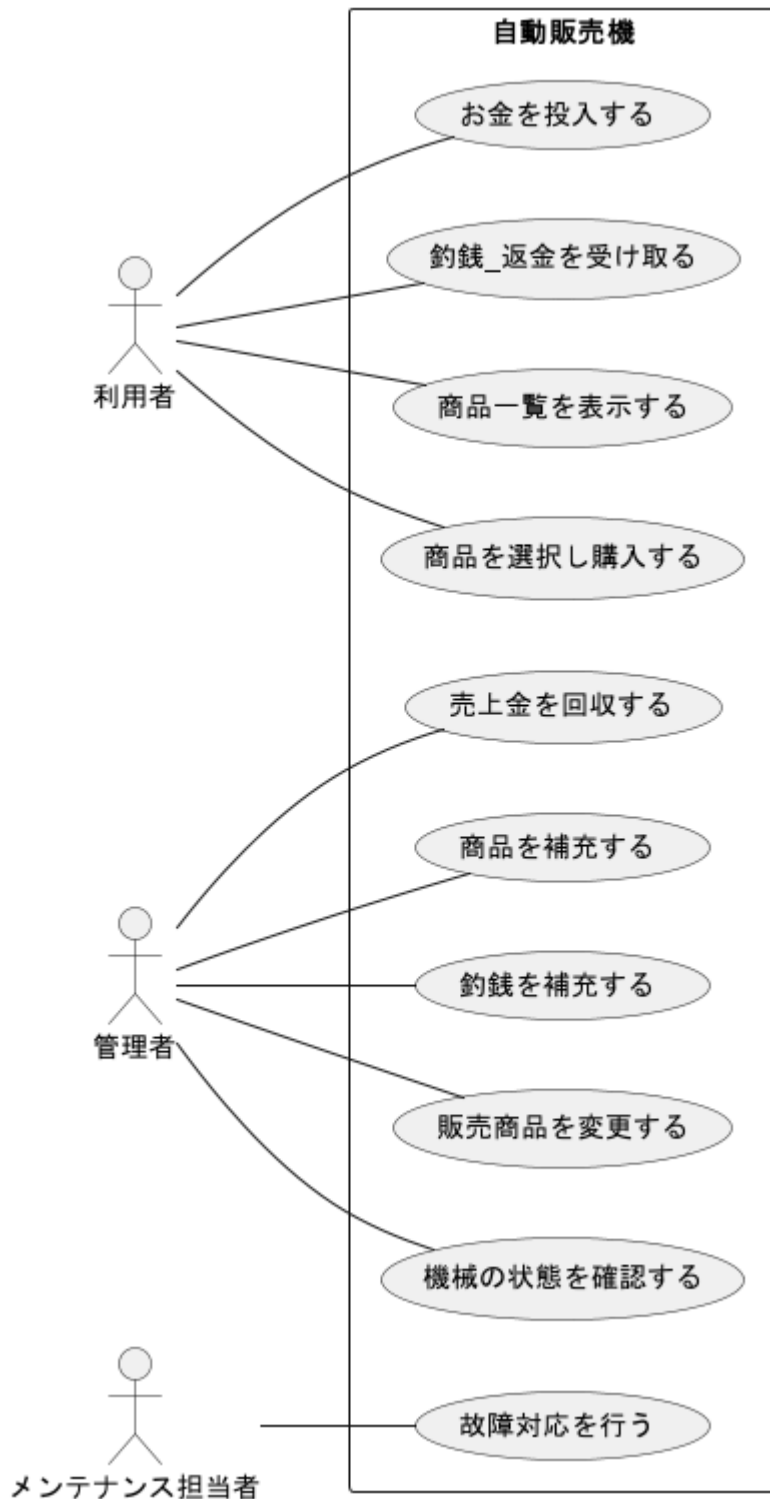 自動販売機
お金を投入する
釣銭_返金を受け取る
利用者
商品一覧を表示する
商品を選択し購入する
売上金を回収する
商品を補充する
釣銭を補充する
管理者
販売商品を変更する
機械の状態を確認する
故障対応を行う
メンテナンス担当者